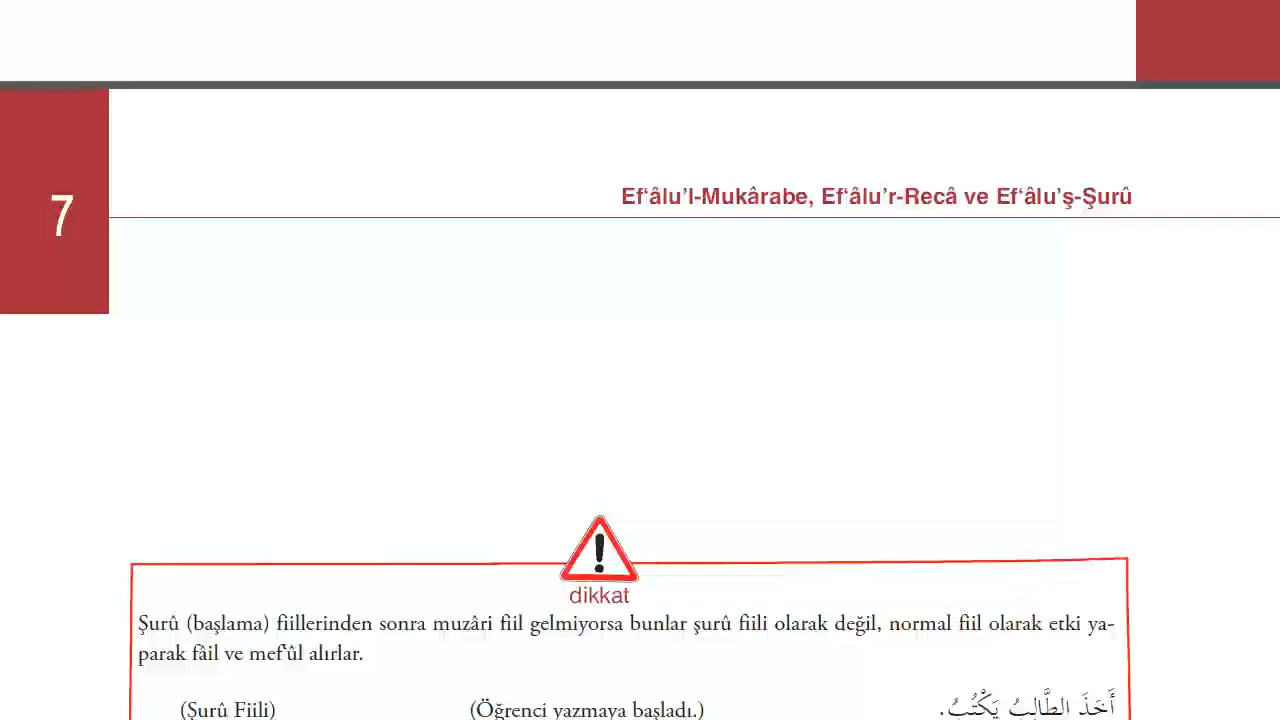 7
Ef‘âlu’l-Mukârabe, Ef‘âlu’r-Recâ ve Ef‘âlu’ş-Şurû
dikkat
Şurû (başlama) fiillerinden sonra muzâri fiil gelmiyorsa bunlar şurû fiili olarak değil, normal fiil olarak etki ya-
parak fâil ve mef‘ûl alırlar.
(Şurû Fiili) (Öğrenci yazmaya başladı.) أَخَذَ الطَّالِبُ يَكْتُبُ.